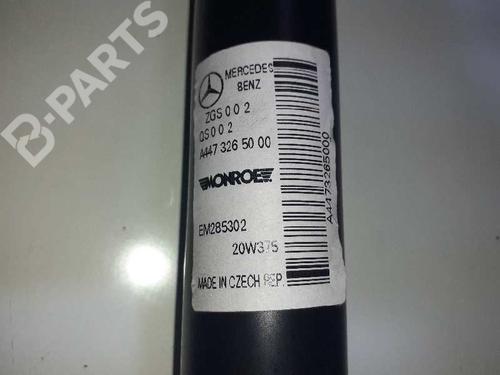 B-PARTS
MERCEDES
BENZ
ZGS 0 0 2
QS 0 0 2
A447 326 50 00
MONROE
EM285302
20W375
MADE IN CZECH REP.
A4473265000